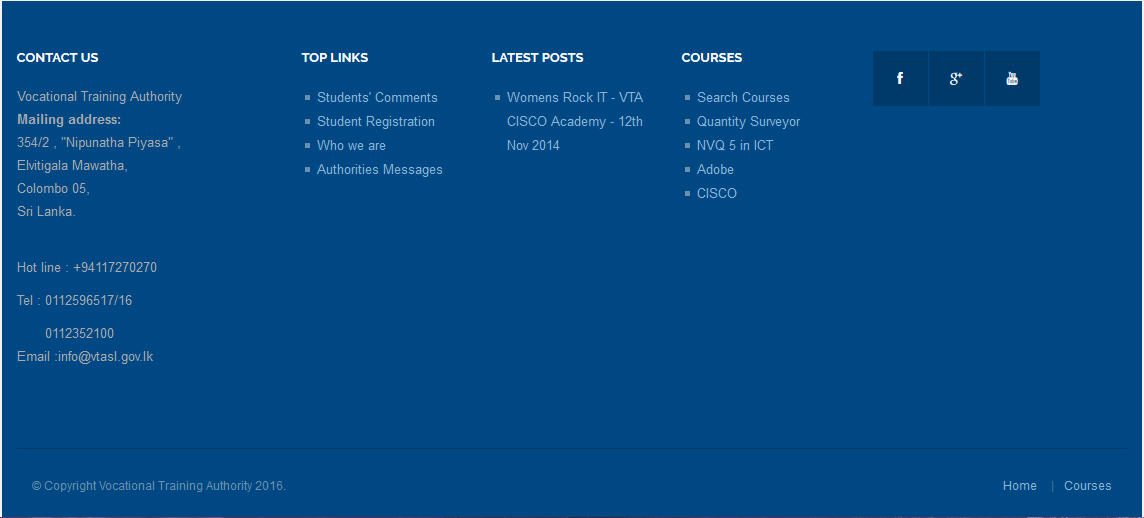 CONTACT US
Vocational Training Authority
Mailing address:
354/2 , "Nipunatha Piyasa" ,
Elvitigala Mawatha,
Colombo 05,
Sri Lanka.
Hot line : +94117270270
Tel : 0112596517/16
0112352100
Email :info@vtasl.gov.lk
TOP LINKS
Students' Comments
Student Registration
Who we are
Authorities Messages
LATEST POSTS
Womens Rock IT - VTA
CISCO Academy - 12th
Nov 2014
COURSES
Search Courses
Quantity Surveyor
NVQ 5 in ICT
Adobe
CISCO
f
g+
You Tube
© Copyright Vocational Training Authority 2016.
Home | Courses